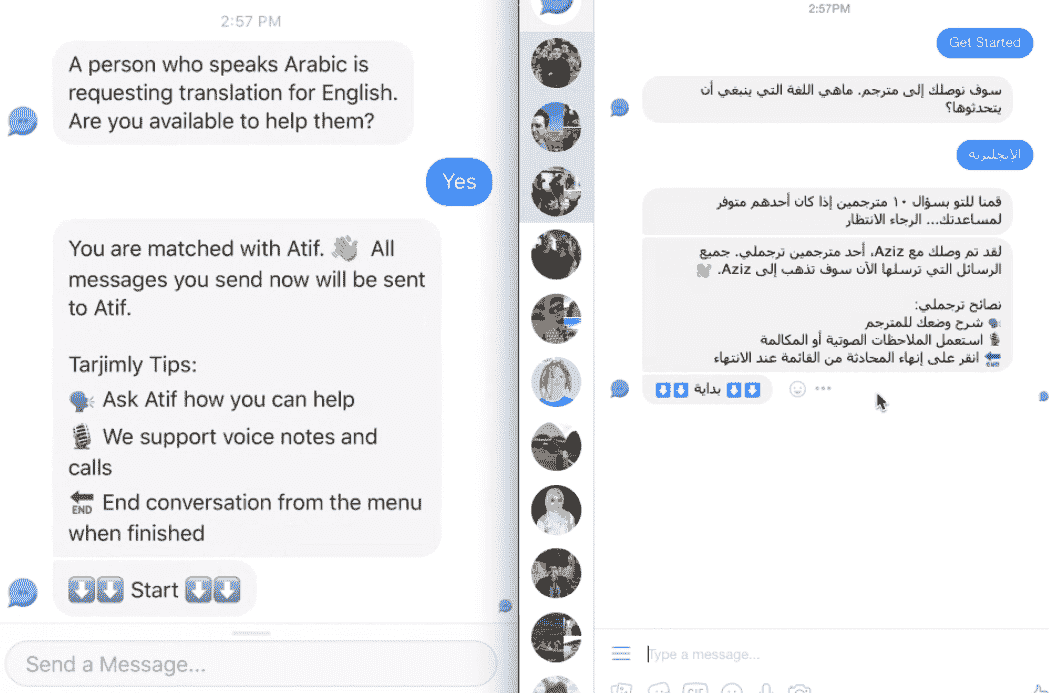 2:57 PM
A person who speaks Arabic is
requesting translation for English.
Are you available to help them?
Yes
You are matched with Atif. 👋 All
messages you send now will be sent
to Atif.
Tarjimly Tips:
🗣 Ask Atif how you can help
🎙 We support voice notes and
calls
🔚 End conversation from the menu
when finished
⬇️⬇️ Start ⬇️⬇️
Send a Message...
2:57PM
Get Started
سوف نوصلك إلى مترجم. ماهي اللغة التي ينبغي أن
يتحدثوها؟
الإنجليزية
قمنا للتو بسؤال ١٠ مترجمين إذا كان أحدهم متوفر
لمساعدتك... الرجاء الانتظار
لقد تم وصلك مع Aziz، أحد مترجمين ترجملي. جميع
الرسائل التي ترسلها الآن سوف تذهب إلى Aziz. 👋
نصائح ترجملي:
🗣 شرح وضعك للمترجم
🎙 استعمل الملاحظات الصوتية أو المكالمة
🔚 انقر على إنهاء المحادثة من القائمة عند الانتهاء
⬇️⬇️ بداية ⬇️⬇️
Type a message...
GIF